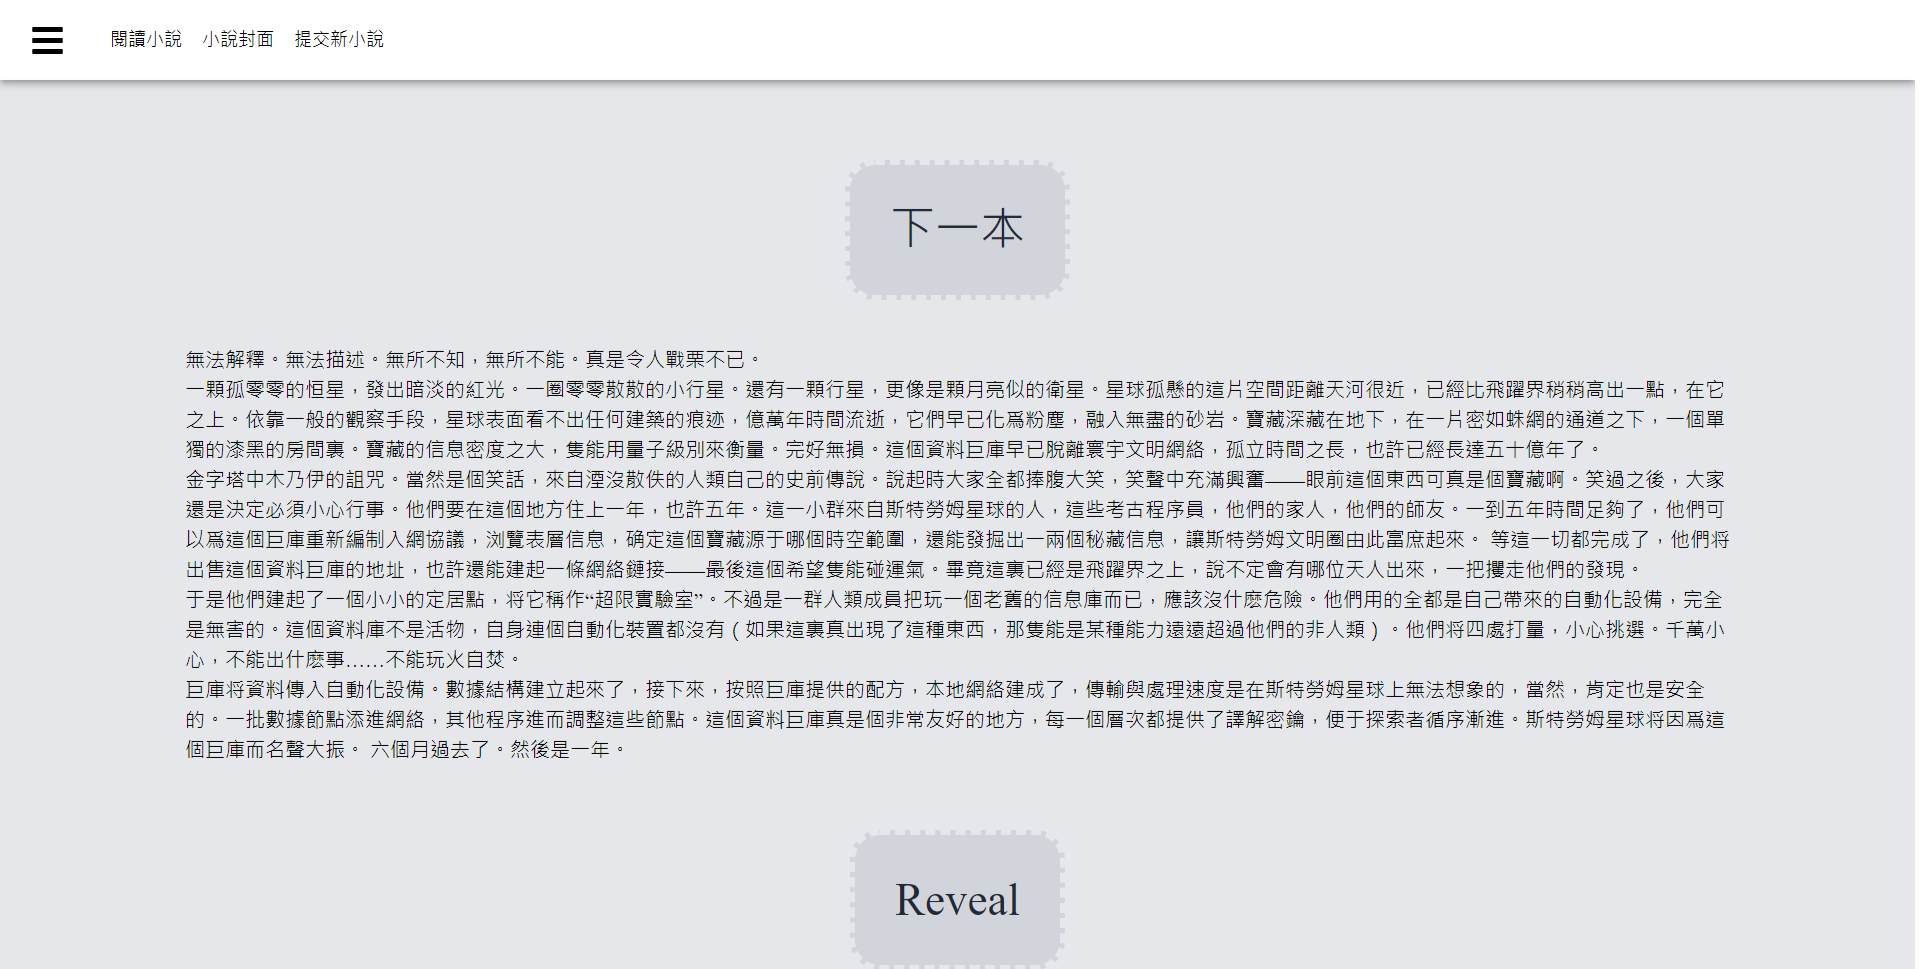 閱讀小說 小說封面 提交新小說
下一本
無法解釋。無法描述。無所不知，無所不能。真是令人戰栗不已。
一顆孤零零的恒星，發出暗淡的紅光。一圈零零散散的小行星。還有一顆行星，更像是顆月亮似的衛星。星球孤懸的這片空間距離天河很近，已經比飛躍界稍稍高出一點，在它
之上。依靠一般的觀察手段，星球表面看不出任何建築的痕迹，億萬年時間流逝，它們早已化爲粉塵，融入無盡的砂岩。寶藏深藏在地下，在一片密如蛛網的通道之下，一個單
獨的漆黑的房間裏。寶藏的信息密度之大，隻能用量子級別來衡量。完好無損。這個資料巨庫早已脫離寰宇文明網絡，孤立時間之長，也許已經長達五十億年了。
金字塔中木乃伊的詛咒。當然是個笑話，來自湮沒散佚的人類自己的史前傳說。說起時大家全都捧腹大笑，笑聲中充滿興奮——眼前這個東西可真是個寶藏啊。笑過之後，大家
還是決定必須小心行事。他們要在這個地方住上一年，也許五年。這一小群來自斯特勞姆星球的人，這些考古程序員，他們的家人，他們的師友。一到五年時間足夠了，他們可
以爲這個巨庫重新編制入網協議，浏覽表層信息，确定這個寶藏源于哪個時空範圍，還能發掘出一兩個秘藏信息，讓斯特勞姆文明圈由此富庶起來。 等這一切都完成了，他們将
出售這個資料巨庫的地址，也許還能建起一條網絡鏈接——最後這個希望隻能碰運氣。畢竟這裏已經是飛躍界之上，說不定會有哪位天人出來，一把攫走他們的發現。
于是他們建起了一個小小的定居點，将它稱作“超限實驗室”。不過是一群人類成員把玩一個老舊的信息庫而已，應該沒什麽危險。他們用的全都是自己帶來的自動化設備，完全
是無害的。這個資料庫不是活物，自身連個自動化裝置都沒有（如果這裏真出現了這種東西，那隻能是某種能力遠遠超過他們的非人類）。他們将四處打量，小心挑選。千萬小
心，不能出什麽事……不能玩火自焚。
巨庫将資料傳入自動化設備。數據結構建立起來了，接下來，按照巨庫提供的配方，本地網絡建成了，傳輸與處理速度是在斯特勞姆星球上無法想象的，當然，肯定也是安全
的。一批數據節點添進網絡，其他程序進而調整這些節點。這個資料巨庫真是個非常友好的地方，每一個層次都提供了譯解密鑰，便于探索者循序漸進。斯特勞姆星球将因爲這
個巨庫而名聲大振。 六個月過去了。然後是一年。
Reveal